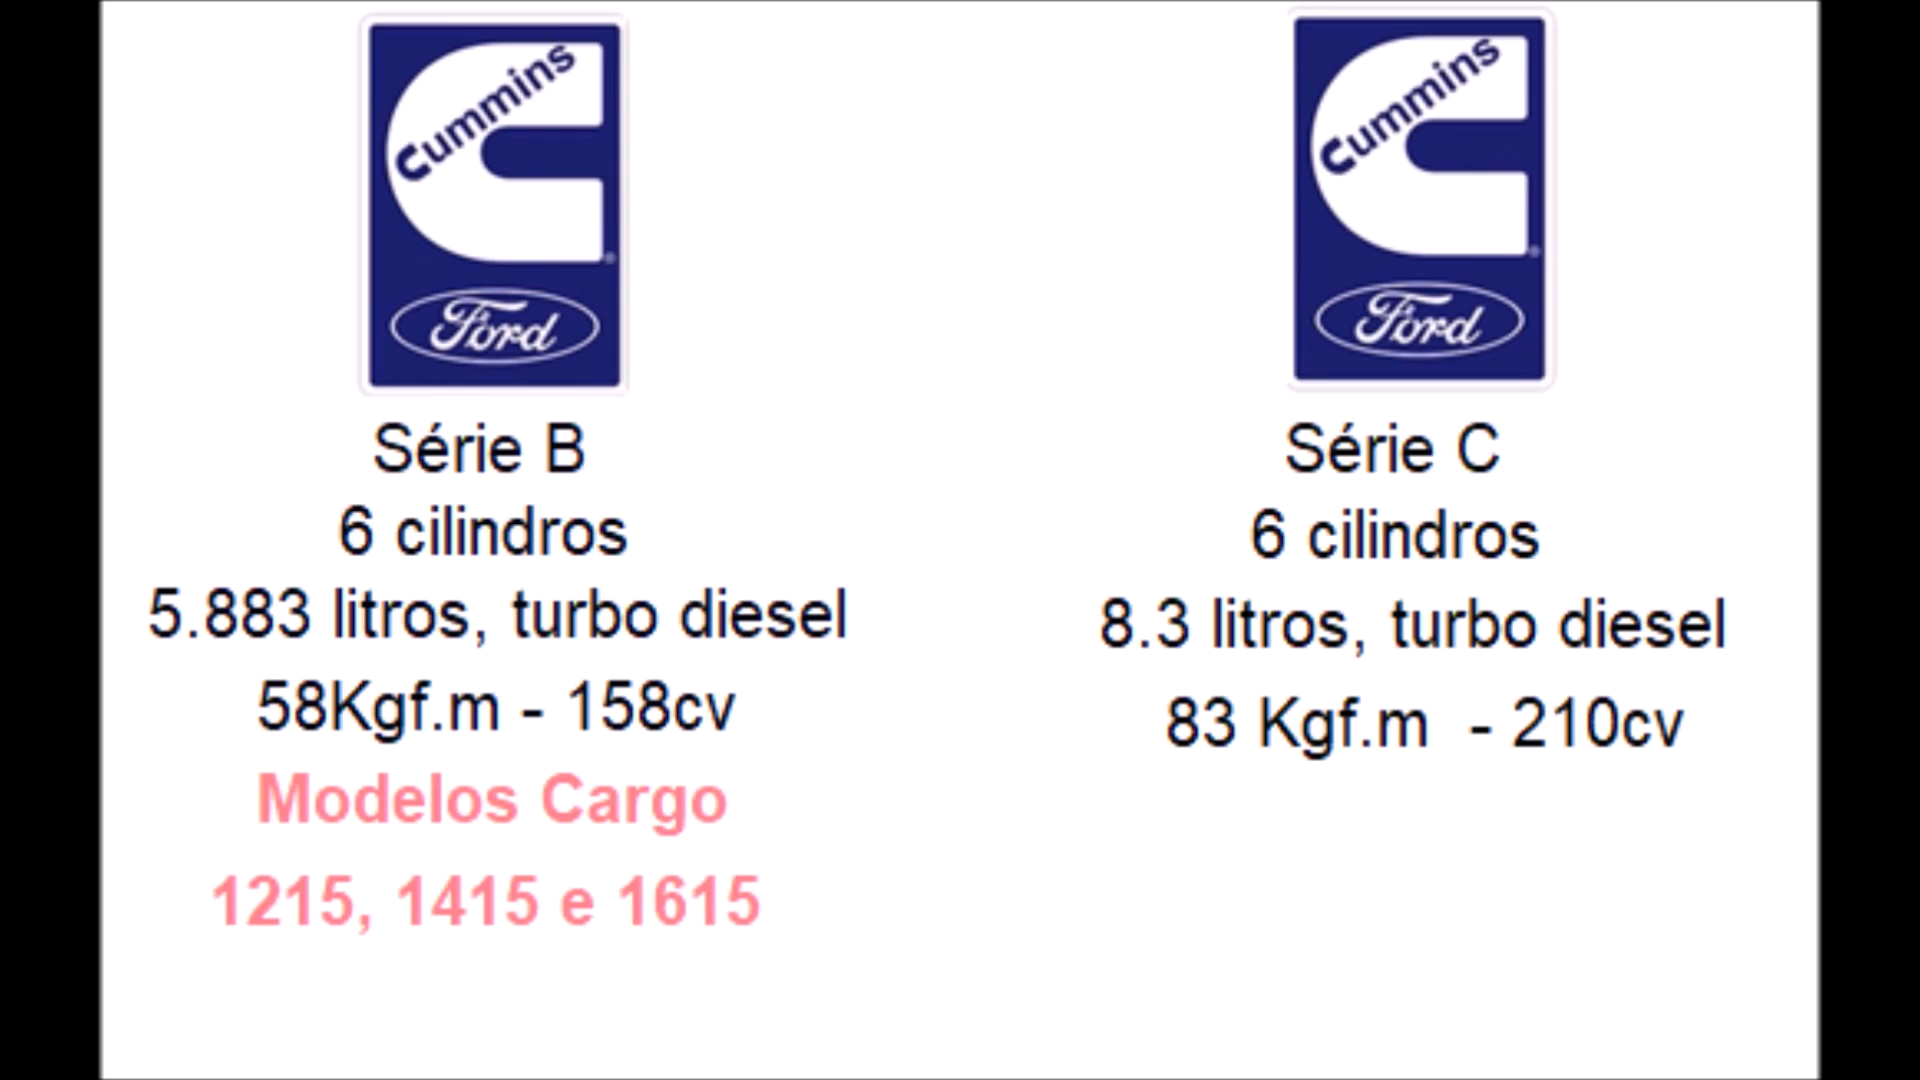 Cummins
Ford
Série B
6 cilindros
5.883 litros, turbo diesel
58Kgf.m - 158cv
Modelos Cargo
1215, 1415 e 1615
Cummins
Ford
Série C
6 cilindros
8.3 litros, turbo diesel
83 Kgf.m - 210cv